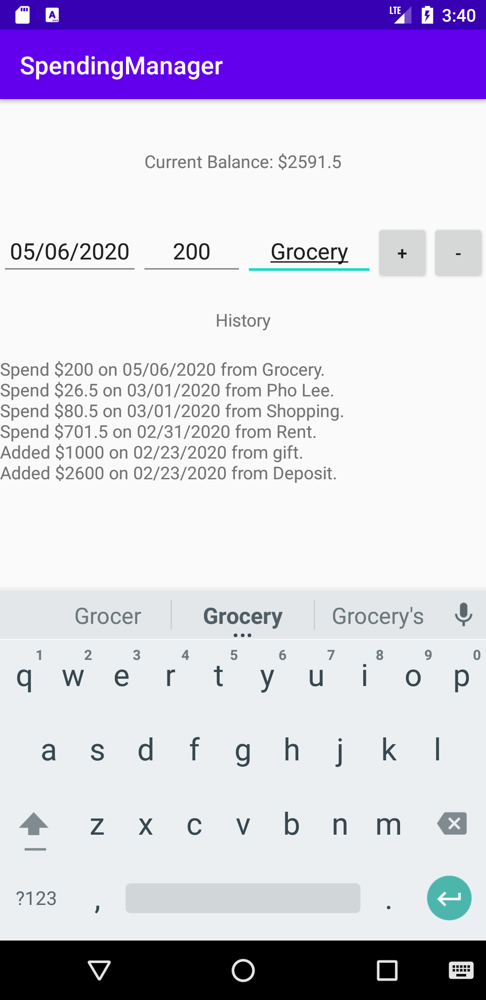 LTE 3:40
SpendingManager
Current Balance: $2591.5
05/06/2020 200 Grocery + -
History
Spend $200 on 05/06/2020 from Grocery.
Spend $26.5 on 03/01/2020 from Pho Lee.
Spend $80.5 on 03/01/2020 from Shopping.
Spend $701.5 on 02/31/2020 from Rent.
Added $1000 on 02/23/2020 from gift.
Added $2600 on 02/23/2020 from Deposit.
Grocer Grocery Grocery's
1 2 3 4 5 6 7 8 9 0
q w e r t y u i o p
a s d f g h j k l
z x c v b n m
?123 , .